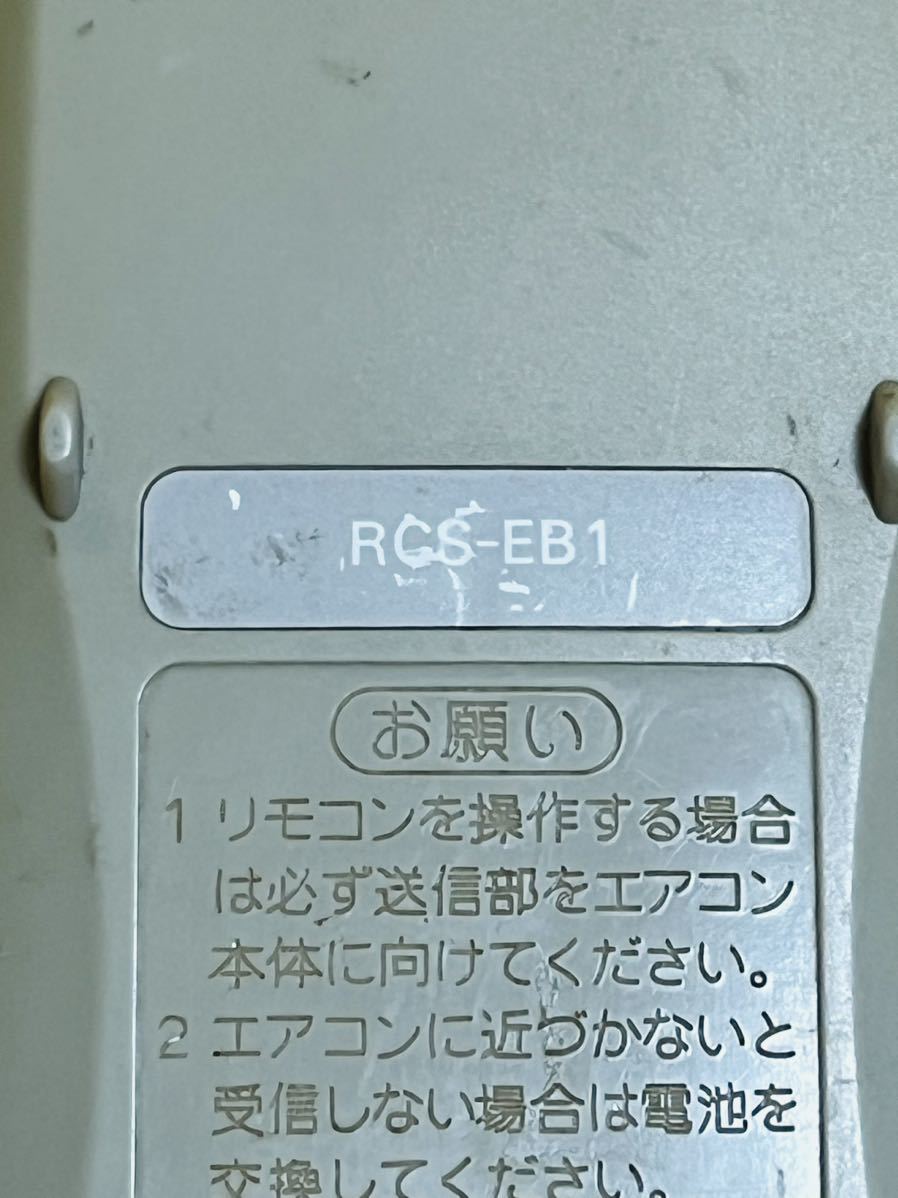 RCS-EB1
お願い
1 リモコンを操作する場合
は必ず送信部をエアコン
本体に向けてください。
2 エアコンに近づかないと
受信しない場合は電池を
交換してください。